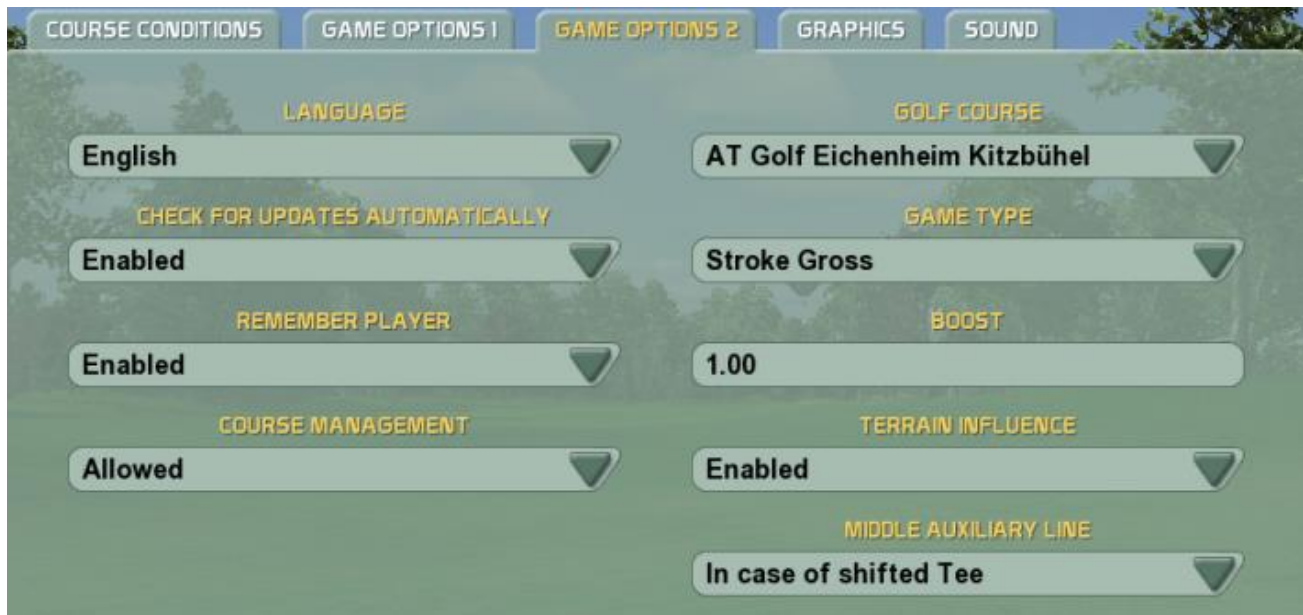 COURSE CONDITIONS GAME OPTIONS 1 GAME OPTIONS 2 GRAPHICS SOUND
LANGUAGE
English
CHECK FOR UPDATES AUTOMATICALLY
Enabled
REMEMBER PLAYER
Enabled
COURSE MANAGEMENT
Allowed
GOLF COURSE
AT Golf Eichenheim Kitzbühel
GAME TYPE
Stroke Gross
BOOST
1.00
TERRAIN INFLUENCE
Enabled
MIDDLE AUXILIARY LINE
In case of shifted Tee